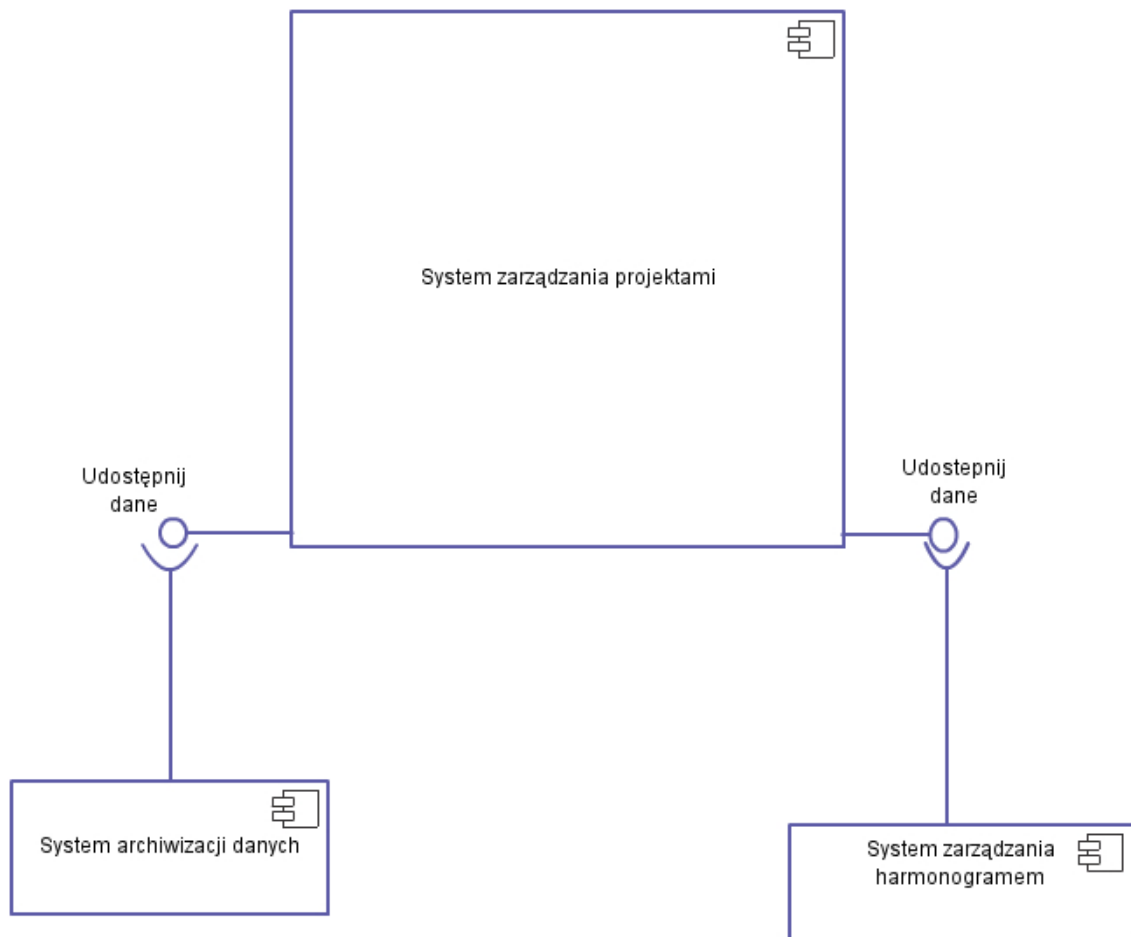 System zarządzania projektami
Udostępnij
dane
Udostepnij
dane
System archiwizacji danych
System zarządzania
harmonogramem